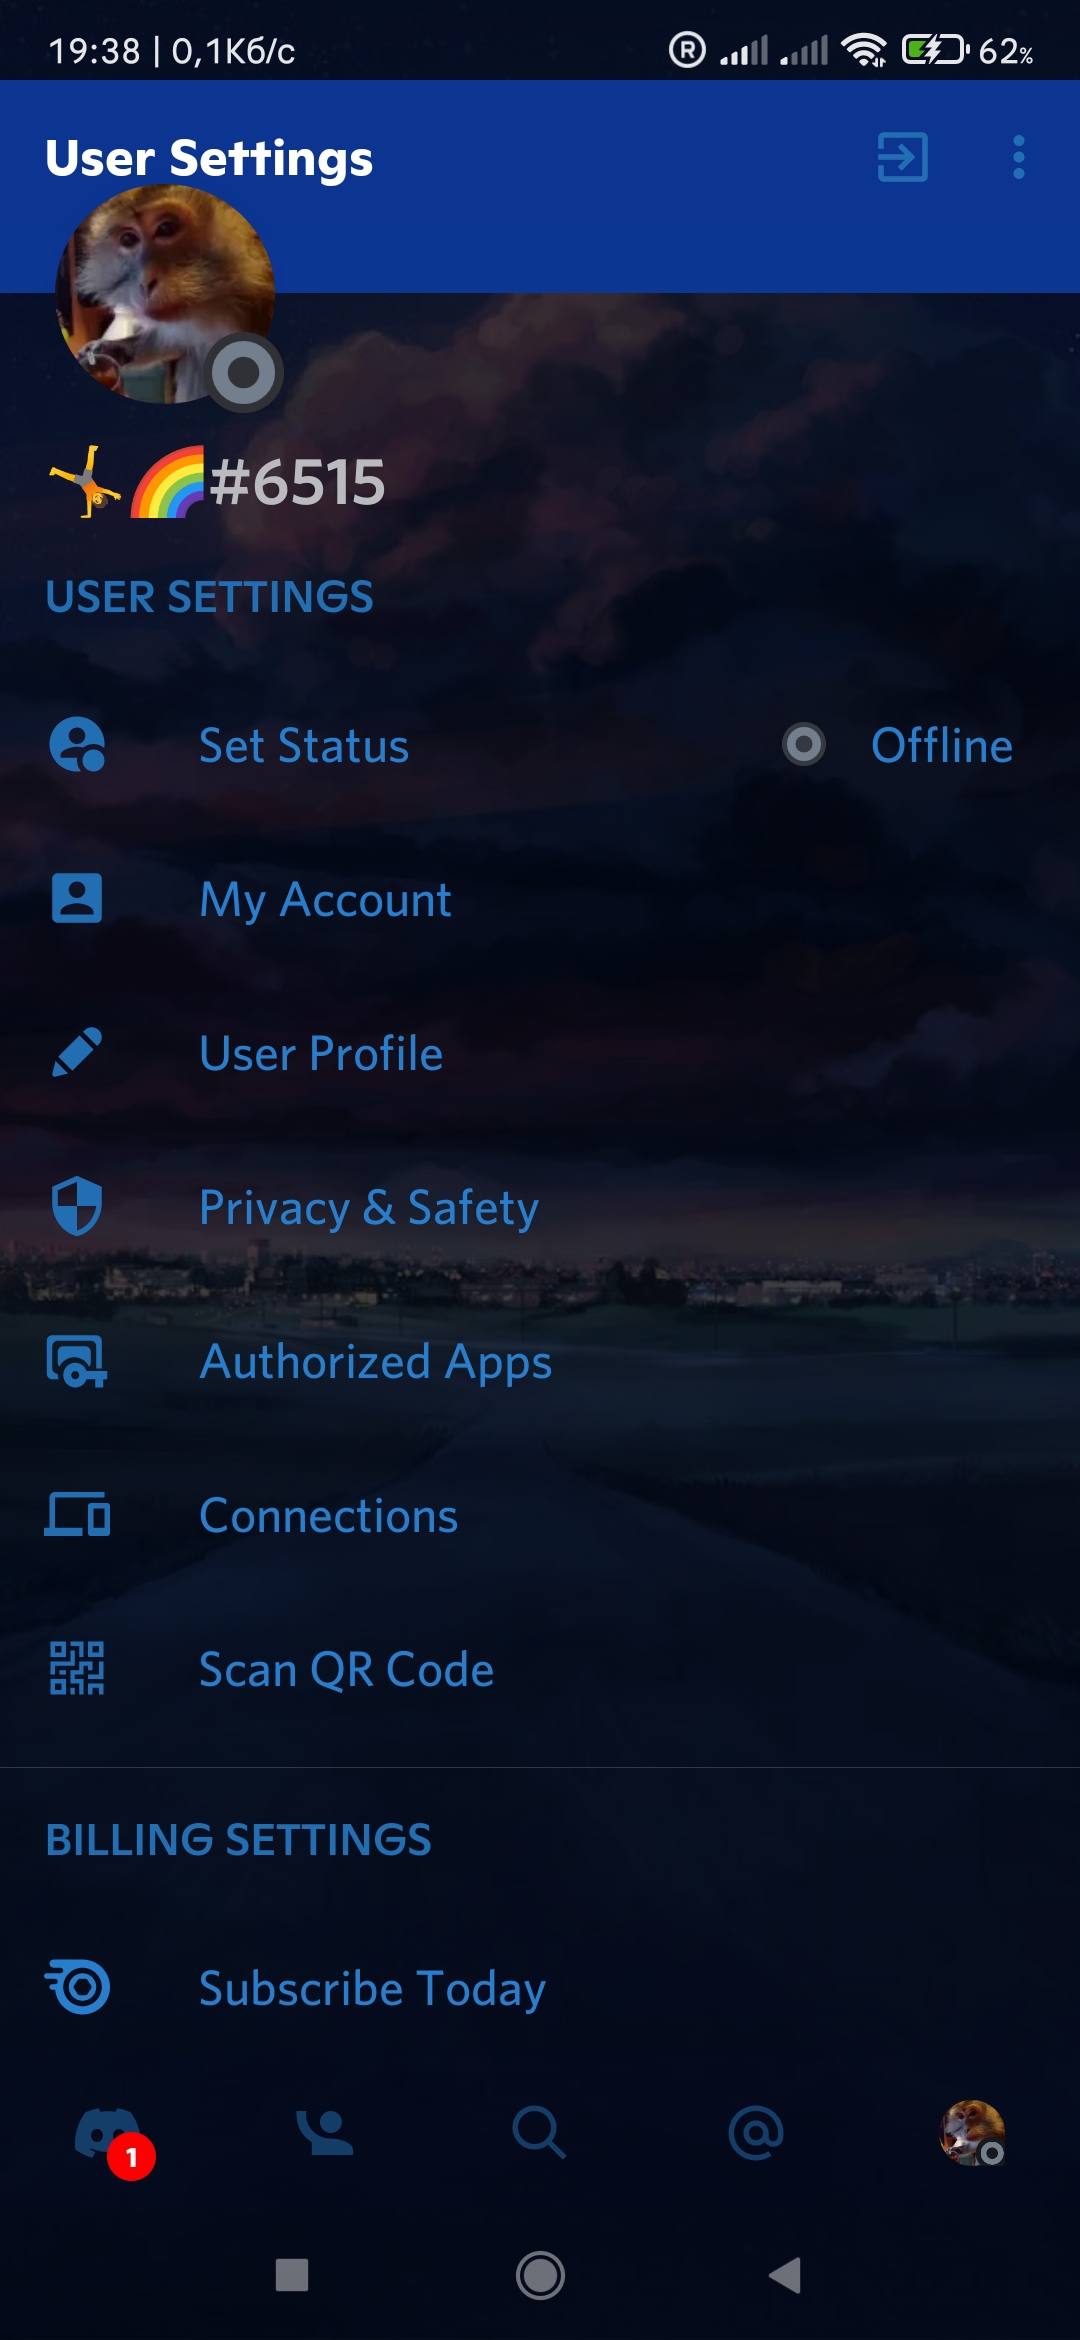 19:38 | 0,1Кб/с ® 62%
User Settings
🤸🌈#6515
USER SETTINGS
Set Status Offline
My Account
User Profile
Privacy & Safety
Authorized Apps
Connections
Scan QR Code
BILLING SETTINGS
Subscribe Today
1